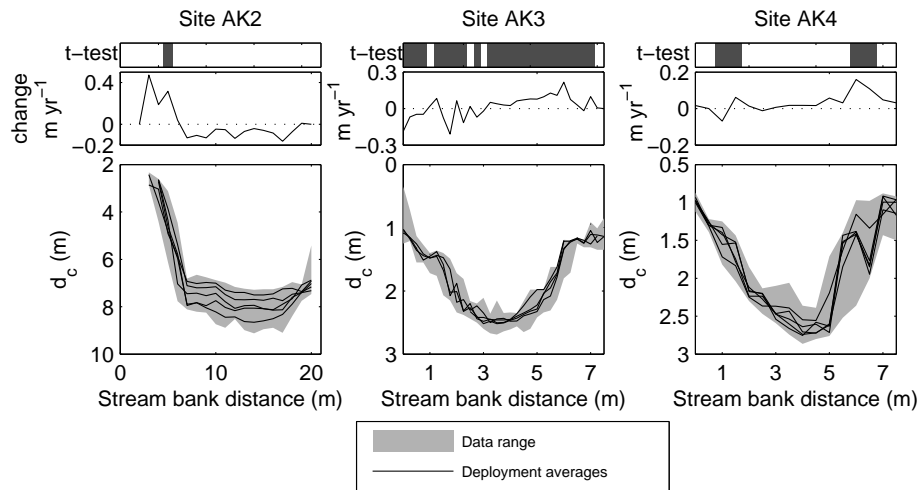 Site AK2
Site AK3
Site AK4
t−test
t−test
t−test
change
m yr−1
0.4
0
−0.2
m yr−1
0.3
0
−0.3
m yr−1
0.2
0
−0.2
d_c (m)
2
4
6
8
10
0
10
20
Stream bank distance (m)
d_c (m)
0
1
2
3
1
3
5
7
Stream bank distance (m)
d_c (m)
0.5
1
1.5
2
2.5
3
1
3
5
7
Stream bank distance (m)
Data range
Deployment averages